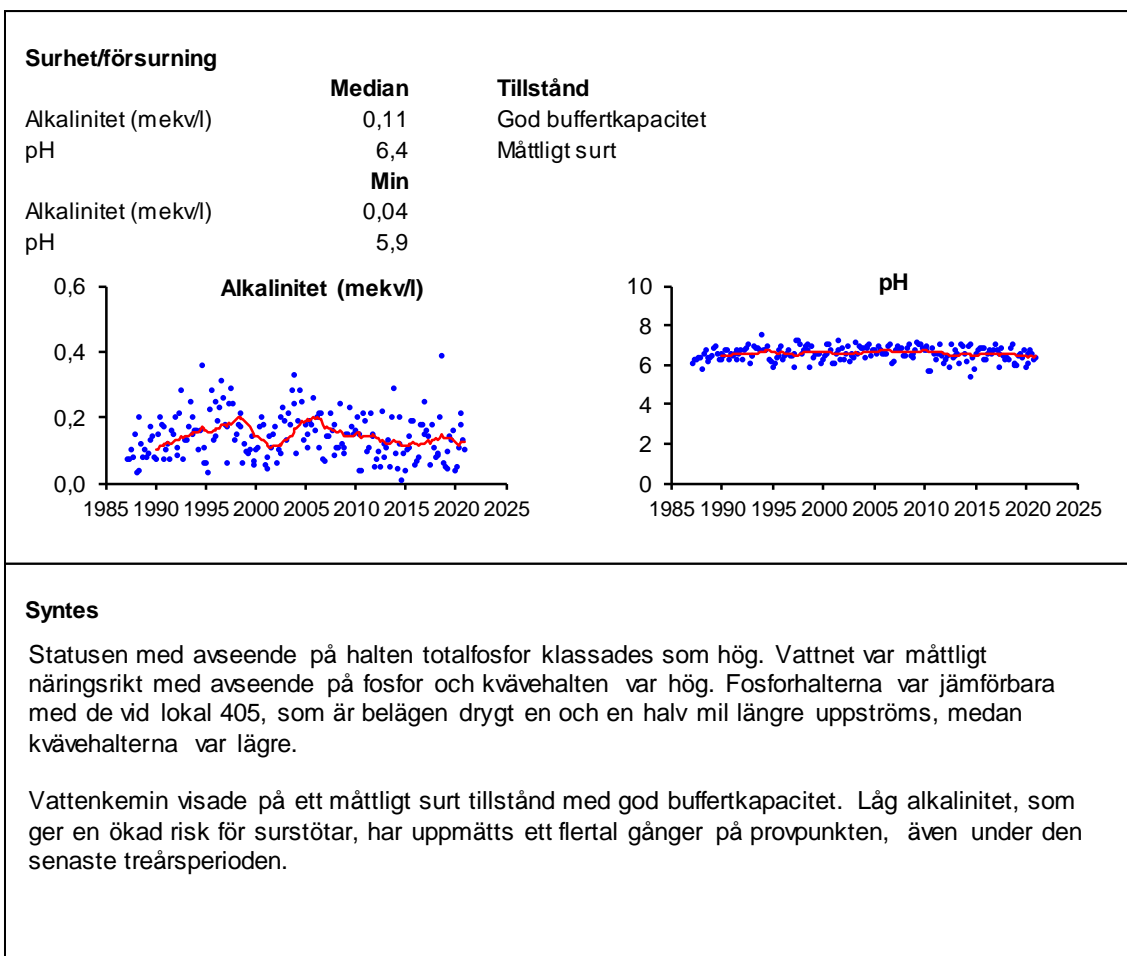 Surhet/försurning
Median Tillstånd
Alkalinitet (mekv/l) 0,11 God buffertkapacitet
pH 6,4 Måttligt surt
Min
Alkalinitet (mekv/l) 0,04
pH 5,9
Alkalinitet (mekv/l)
0,6
0,4
0,2
0,0
1985 1990 1995 2000 2005 2010 2015 2020 2025
pH
10
8
6
4
2
0
1985 1990 1995 2000 2005 2010 2015 2020 2025
Syntes
Statusen med avseende på halten totalfosfor klassades som hög. Vattnet var måttligt
näringsrikt med avseende på fosfor och kvävehalten var hög. Fosforhalterna var jämförbara
med de vid lokal 405, som är belägen drygt en och en halv mil längre uppströms, medan
kvävehalterna var lägre.
Vattenkemin visade på ett måttligt surt tillstånd med god buffertkapacitet. Låg alkalinitet, som
ger en ökad risk för surstötar, har uppmätts ett flertal gånger på provpunkten, även under den
senaste treårsperioden.